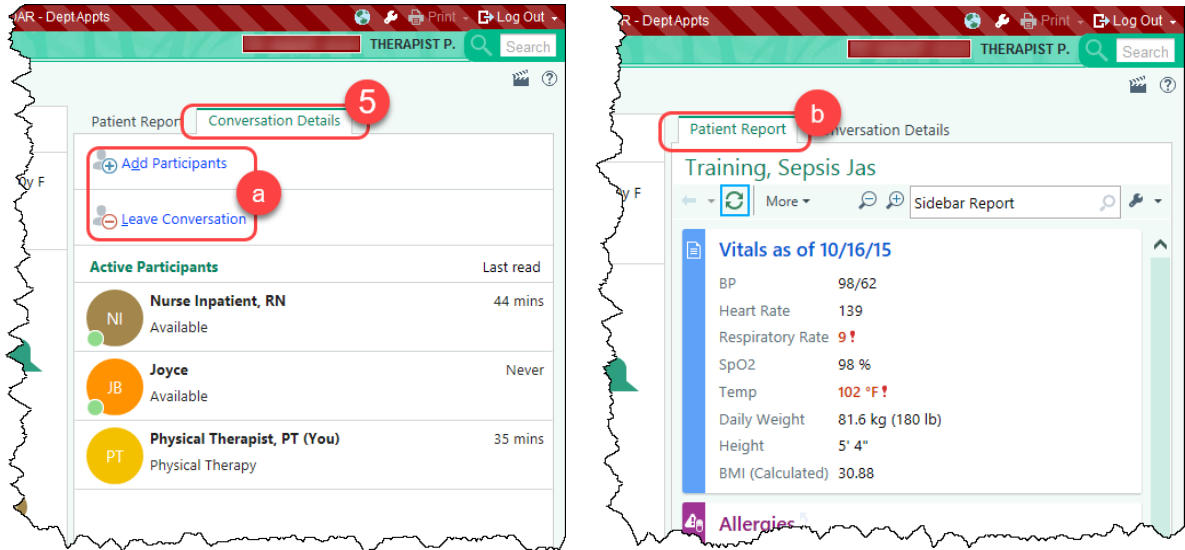 AR - Dept Appts
Print
Log Out
THERAPIST P.
Search
5
Patient Report
Conversation Details
Add Participants
y F
a
Leave Conversation
Active Participants
Last read
NI
Nurse Inpatient, RN
44 mins
Available
JB
Joyce
Never
Available
PT
Physical Therapist, PT (You)
35 mins
Physical Therapy
R - Dept Appts
Print
Log Out
THERAPIST P.
Search
b
Patient Report
nversation Details
Training, Sepsis Jas
y F
More
Sidebar Report
Vitals as of 10/16/15
BP 98/62
Heart Rate 139
Respiratory Rate 9!
SpO2 98 %
Temp 102 °F!
Daily Weight 81.6 kg (180 lb)
Height 5' 4"
BMI (Calculated) 30.88
Allergies